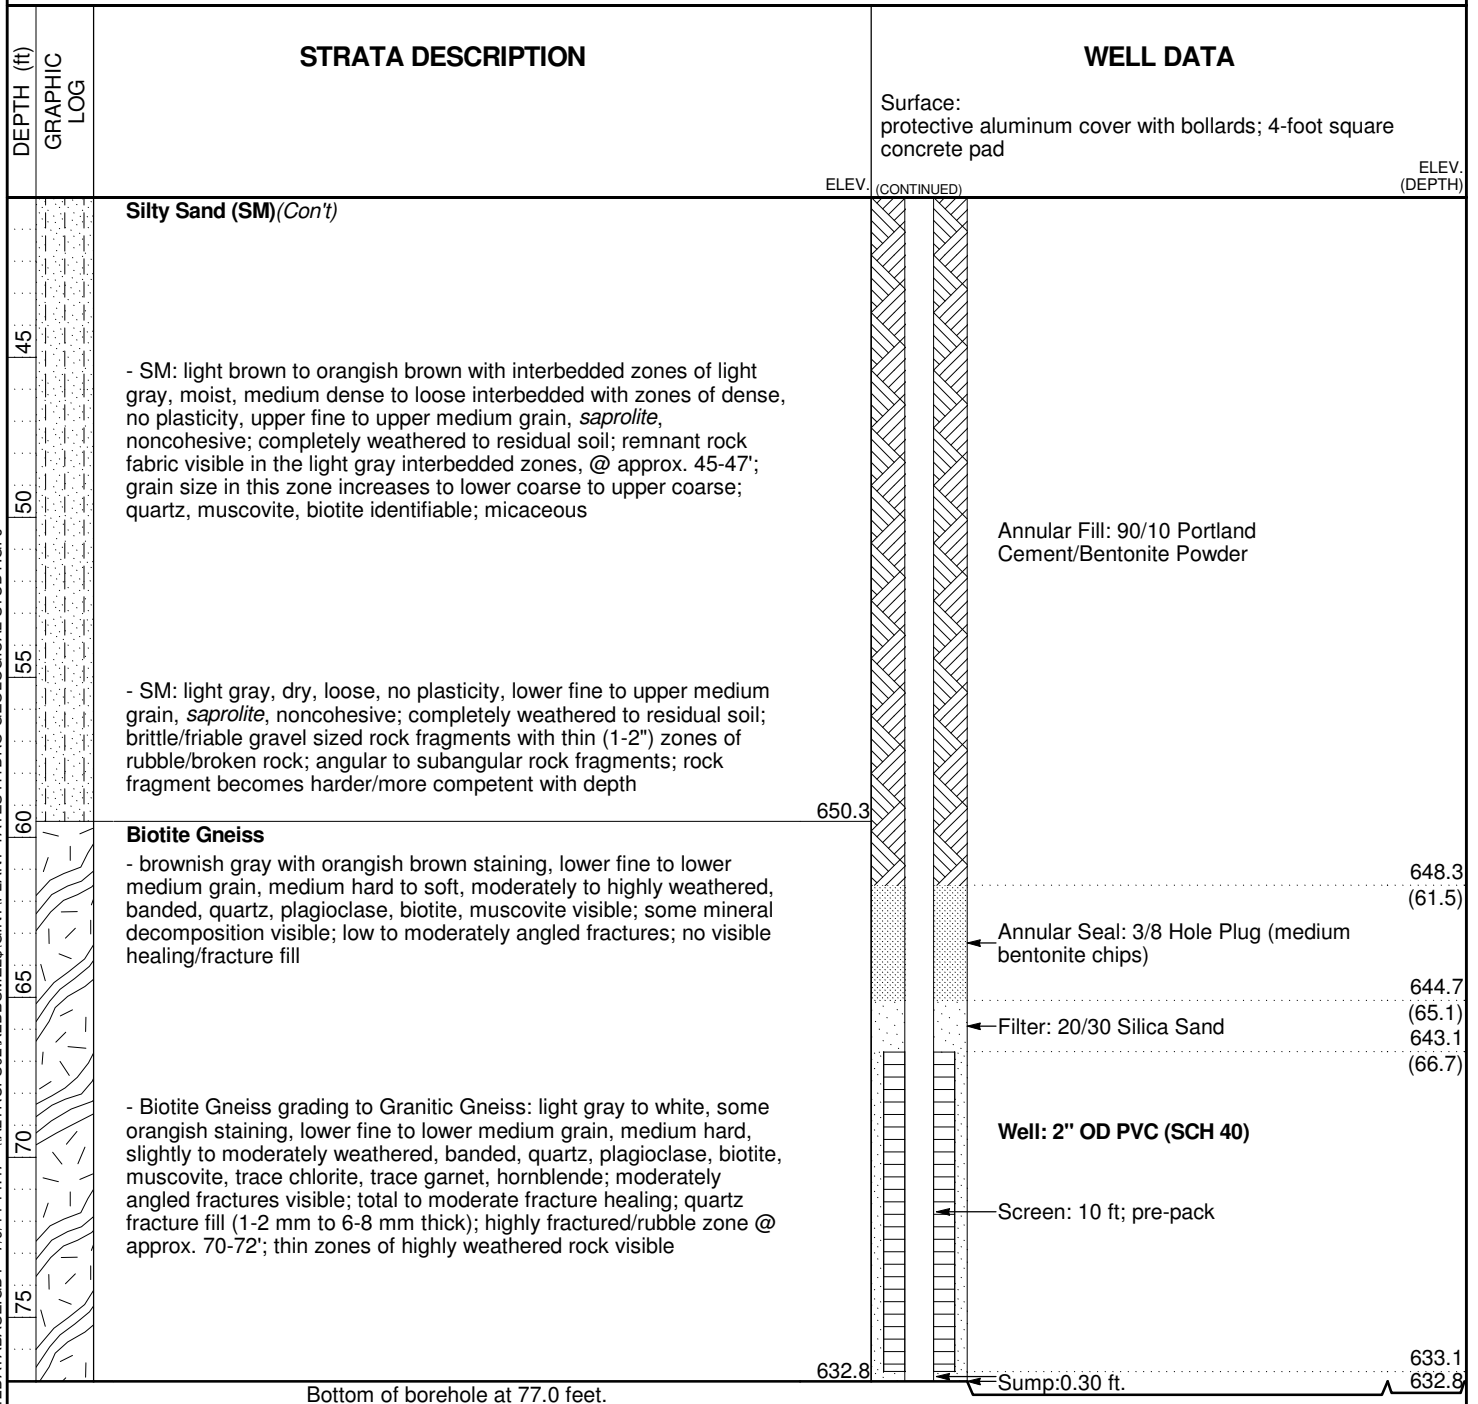 DEPTH (ft)
GRAPHIC
LOG
STRATA DESCRIPTION
ELEV.
WELL DATA
Surface:
protective aluminum cover with bollards; 4-foot square
concrete pad
(CONTINUED)
ELEV.
(DEPTH)
Silty Sand (SM)(Con't)
45
- SM: light brown to orangish brown with interbedded zones of light
gray, moist, medium dense to loose interbedded with zones of dense,
no plasticity, upper fine to upper medium grain, saprolite,
noncohesive; completely weathered to residual soil; remnant rock
fabric visible in the light gray interbedded zones, @ approx. 45-47';
grain size in this zone increases to lower coarse to upper coarse;
quartz, muscovite, biotite identifiable; micaceous
50
Annular Fill: 90/10 Portland
Cement/Bentonite Powder
55
- SM: light gray, dry, loose, no plasticity, lower fine to upper medium
grain, saprolite, noncohesive; completely weathered to residual soil;
brittle/friable gravel sized rock fragments with thin (1-2") zones of
rubble/broken rock; angular to subangular rock fragments; rock
fragment becomes harder/more competent with depth
650.3
60
Biotite Gneiss
- brownish gray with orangish brown staining, lower fine to lower
medium grain, medium hard to soft, moderately to highly weathered,
banded, quartz, plagioclase, biotite, muscovite visible; some mineral
decomposition visible; low to moderately angled fractures; no visible
healing/fracture fill
648.3
(61.5)
Annular Seal: 3/8 Hole Plug (medium
bentonite chips)
65
644.7
(65.1)
Filter: 20/30 Silica Sand
643.1
(66.7)
- Biotite Gneiss grading to Granitic Gneiss: light gray to white, some
orangish staining, lower fine to lower medium grain, medium hard,
slightly to moderately weathered, banded, quartz, plagioclase, biotite,
muscovite, trace chlorite, trace garnet, hornblende; moderately
angled fractures visible; total to moderate fracture healing; quartz
fracture fill (1-2 mm to 6-8 mm thick); highly fractured/rubble zone @
approx. 70-72'; thin zones of highly weathered rock visible
70
Well: 2" OD PVC (SCH 40)
Screen: 10 ft; pre-pack
75
632.8
633.1
Sump:0.30 ft.
632.8
Bottom of borehole at 77.0 feet.